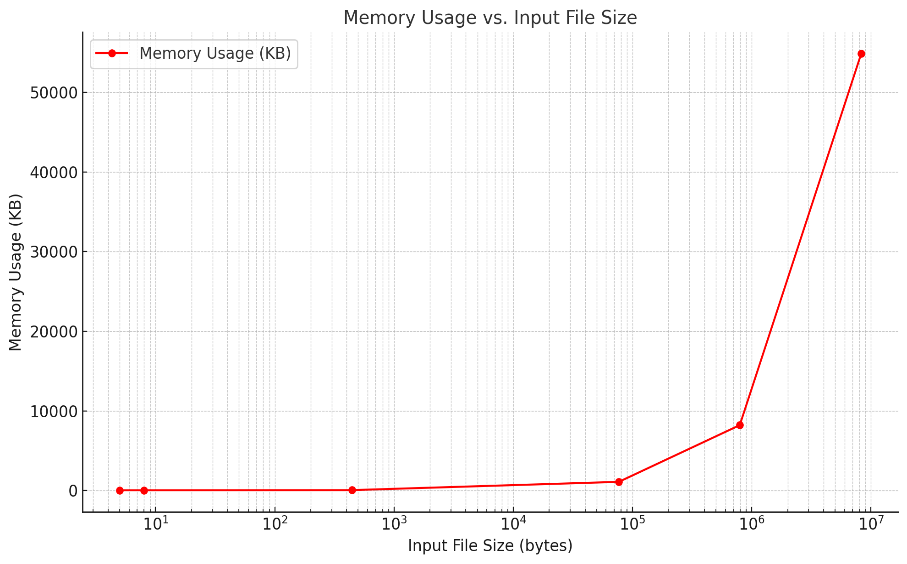 Memory Usage vs. Input File Size
Memory Usage (KB)
50000
40000
30000
20000
10000
0
Memory Usage (KB)
10¹ 10² 10³ 10⁴ 10⁵ 10⁶ 10⁷
Input File Size (bytes)